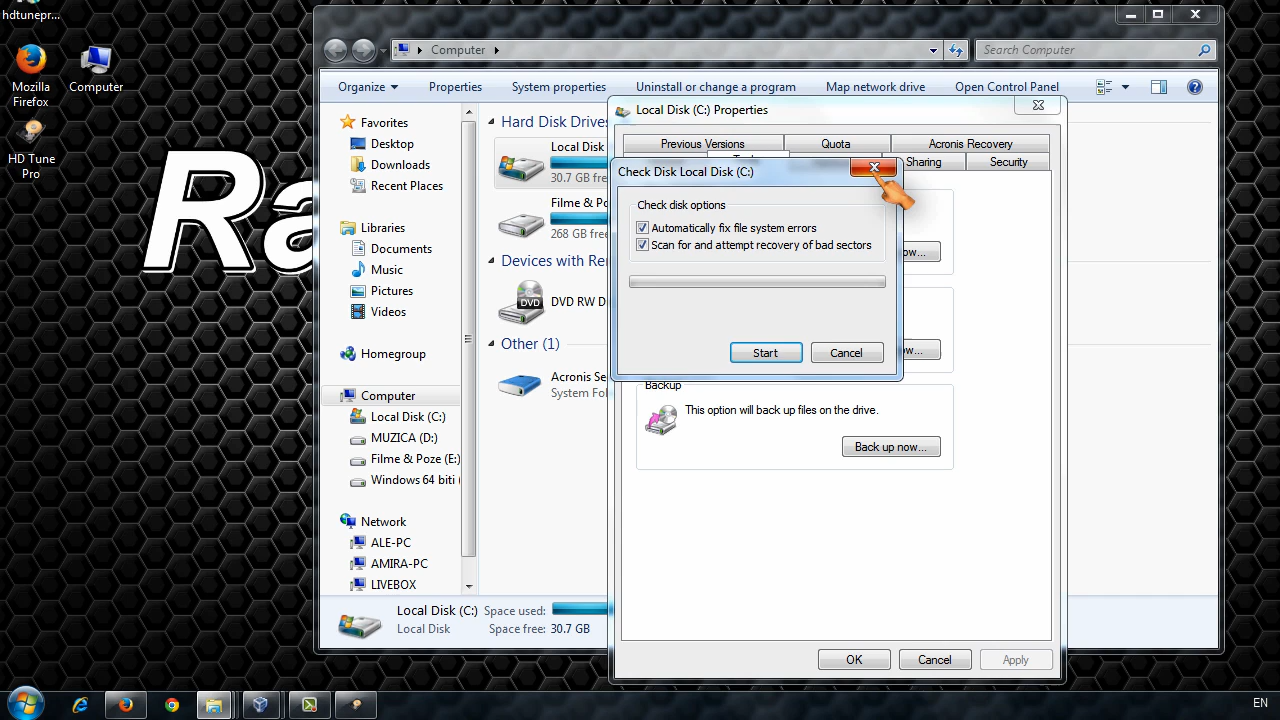 hdtunepr...
Mozilla
Firefox
Computer
HD Tune
Pro
Ra
Computer
Search Computer
Organize
Properties
System properties
Uninstall or change a program
Map network drive
Open Control Panel
Favorites
Desktop
Downloads
Recent Places
Libraries
Documents
Music
Pictures
Videos
Homegroup
Computer
Local Disk (C:)
MUZICA (D:)
Filme & Poze (E:)
Windows 64 biti (
Network
ALE-PC
AMIRA-PC
LIVEBOX
Hard Disk Drives
Local Disk
30.7 GB fre
Filme & Po
268 GB free
Devices with Re
DVD
DVD RW D
Other (1)
Acronis Se
System Fol
Local Disk (C:) Space used:
Local Disk Space free: 30.7 GB
Local Disk (C:) Properties
Previous Versions
Quota
Acronis Recovery
Sharing
Security
Check Disk Local Disk (C:)
Check disk options
Automatically fix file system errors
Scan for and attempt recovery of bad sectors
Start
Cancel
ow...
ow...
Backup
This option will back up files on the drive.
Back up now...
OK
Cancel
Apply
EN